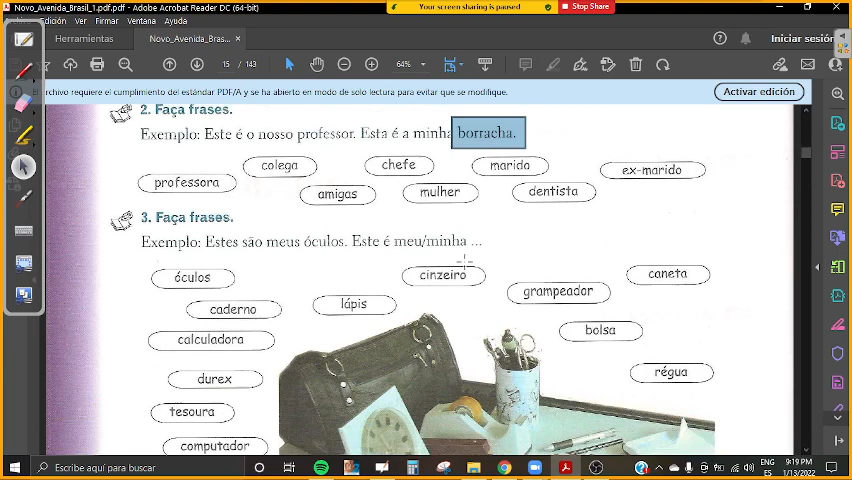 Novo_Avenida_Brasil_1.pdf.pdf - Adobe Acrobat Reader DC (64-bit)
Your screen sharing is paused
Stop Share
Archivo Edición Ver Firmar Ventana Ayuda
Herramientas
Novo_Avenida_Bras... ×
Iniciar sesión
15 / 143
64%
archivo requiere el cumplimiento del estándar PDF/A y se ha abierto en modo de solo lectura para evitar que se modifique.
Activar edición
2. Faça frases.
Exemplo: Este é o nosso professor. Esta é a minha borracha.
colega
chefe
marido
ex-marido
professora
amigas
mulher
dentista
3. Faça frases.
Exemplo: Estes são meus óculos. Este é meu/minha ...
óculos
cinzeiro
caneta
caderno
lápis
grampeador
calculadora
bolsa
durex
régua
tesoura
computador
Escribe aquí para buscar
ENG
ES
9:19 PM
1/13/2022